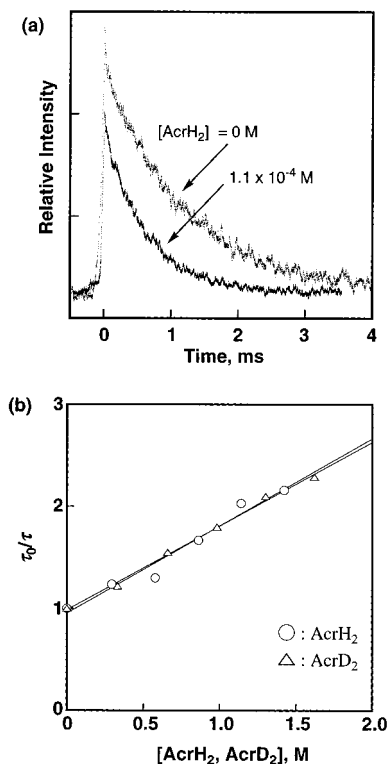 (a)
Relative Intensity
[AcrH₂] = 0 M
1.1 x 10⁻⁴ M
0 1 2 3 4
Time, ms
(b)
τ₀/τ
3
2
1
0
○ : AcrH₂
△ : AcrD₂
0 0.5 1.0 1.5 2.0
[AcrH₂, AcrD₂], M